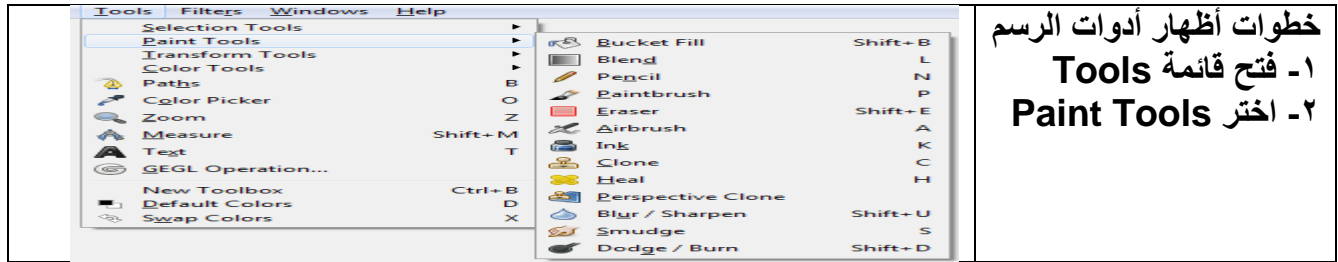 خطوات أظهار أدوات الرسم
١- فتح قائمة Tools
٢- اختر Paint Tools
Tools Filters Windows Help
Selection Tools
Paint Tools
Transform Tools
Color Tools
Paths B
Color Picker O
Zoom Z
Measure Shift+M
Text T
GEGL Operation...
New Toolbox Ctrl+B
Default Colors D
Swap Colors X
Bucket Fill Shift+B
Blend L
Pencil N
Paintbrush P
Eraser Shift+E
Airbrush A
Ink K
Clone C
Heal H
Perspective Clone
Blur / Sharpen Shift+U
Smudge S
Dodge / Burn Shift+D